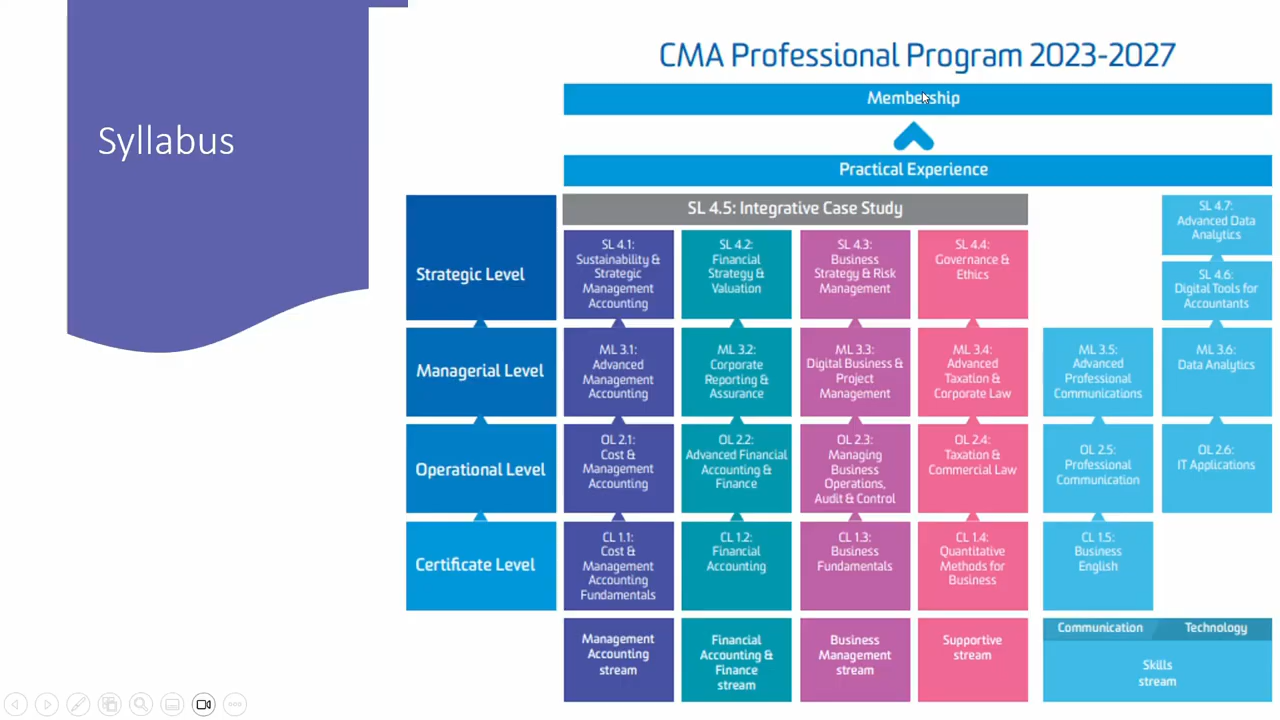 Syllabus
CMA Professional Program 2023-2027
Membership
Practical Experience
SL 4.5: Integrative Case Study
Strategic Level
SL 4.1:
Sustainability &
Strategic
Management
Accounting
SL 4.2:
Financial
Strategy &
Valuation
SL 4.3:
Business
Strategy & Risk
Management
SL 4.4:
Governance &
Ethics
SL 4.7:
Advanced Data
Analytics
SL 4.6:
Digital Tools for
Accountants
Managerial Level
ML 3.1:
Advanced
Management
Accounting
ML 3.2:
Corporate
Reporting &
Assurance
ML 3.3:
Digital Business &
Project
Management
ML 3.4:
Advanced
Taxation &
Corporate Law
ML 3.5:
Advanced
Professional
Communications
ML 3.6:
Data Analytics
Operational Level
OL 2.1:
Cost &
Management
Accounting
OL 2.2:
Advanced Financial
Accounting &
Finance
OL 2.3:
Managing
Business
Operations,
Audit & Control
OL 2.4:
Taxation &
Commercial Law
OL 2.5:
Professional
Communication
OL 2.6:
IT Applications
Certificate Level
CL 1.1:
Cost &
Management
Accounting
Fundamentals
CL 1.2:
Financial
Accounting
CL 1.3:
Business
Fundamentals
CL 1.4:
Quantitative
Methods for
Business
CL 1.5:
Business
English
Management
Accounting
stream
Financial
Accounting &
Finance
stream
Business
Management
stream
Supportive
stream
Communication
Technology
Skills
stream